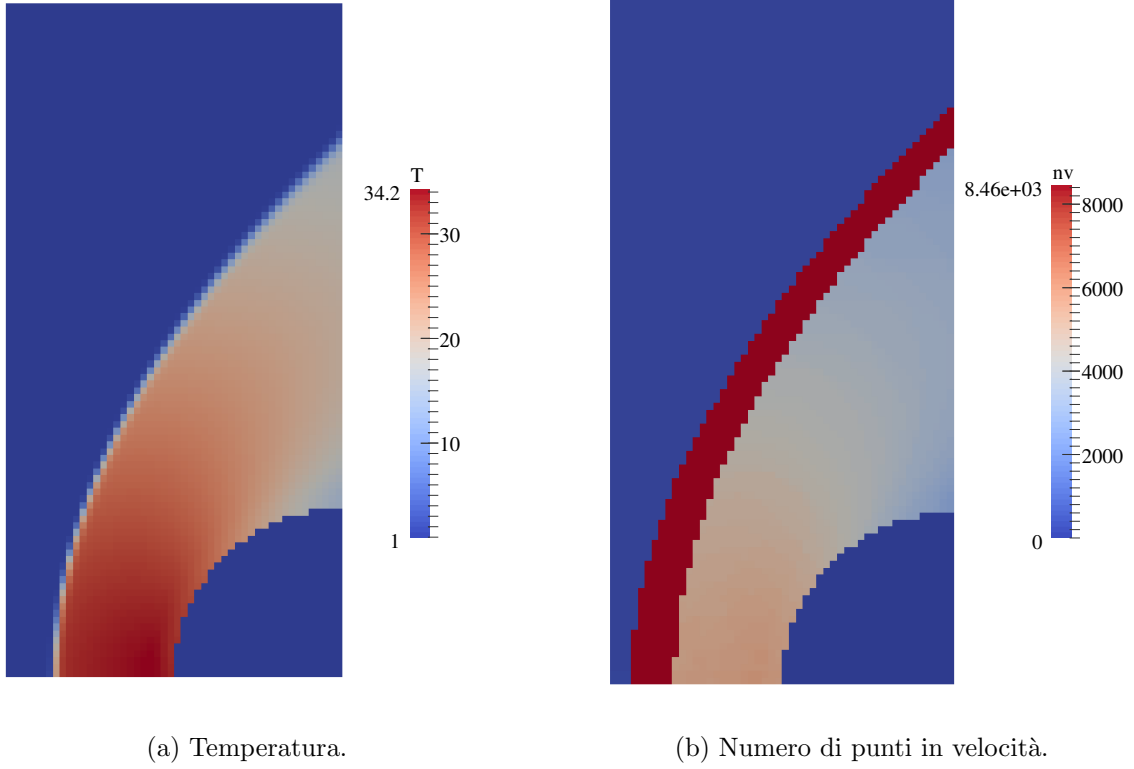 T
34.2
30
20
10
1
nv
8.46e+03
8000
6000
4000
2000
0
(a) Temperatura.
(b) Numero di punti in velocità.